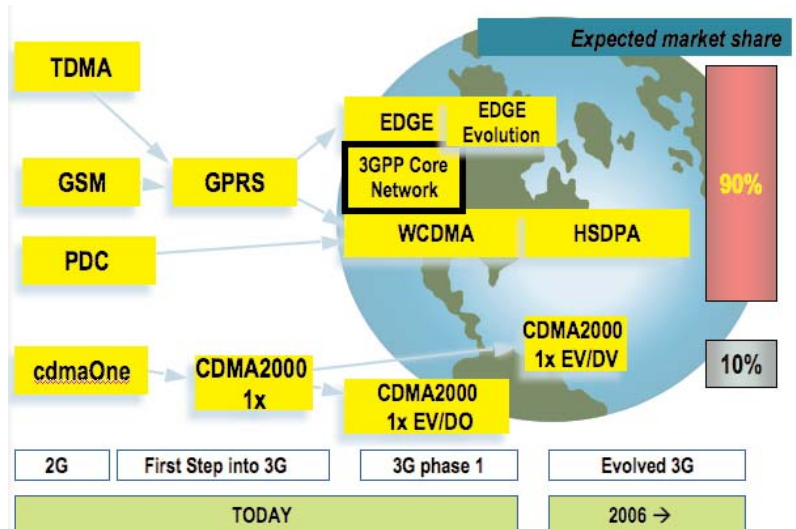 Expected market share
TDMA
EDGE
EDGE
Evolution
3GPP Core
Network
GSM
GPRS
90%
WCDMA
HSDPA
PDC
CDMA2000
1x EV/DV
cdmaOne
CDMA2000
1x
10%
CDMA2000
1x EV/DO
2G
First Step into 3G
3G phase 1
Evolved 3G
TODAY
2006 →